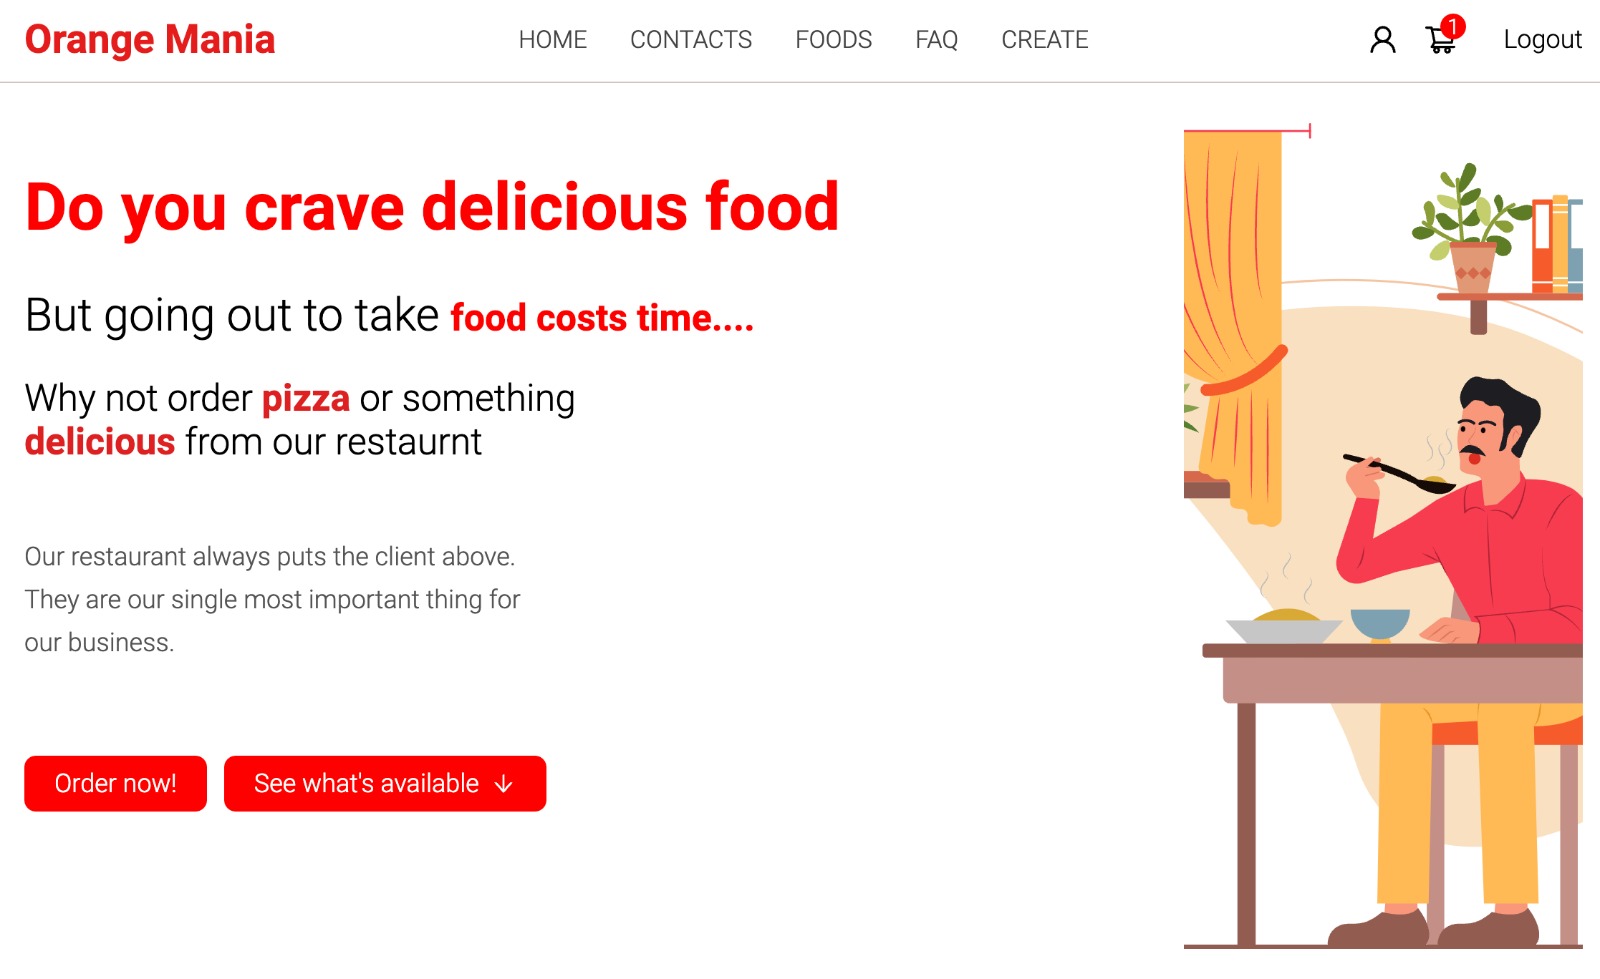 Orange Mania
HOME CONTACTS FOODS FAQ CREATE
1
Logout
Do you crave delicious food
But going out to take food costs time....
Why not order pizza or something
delicious from our restaurnt
Our restaurant always puts the client above.
They are our single most important thing for
our business.
Order now!
See what's available ↓